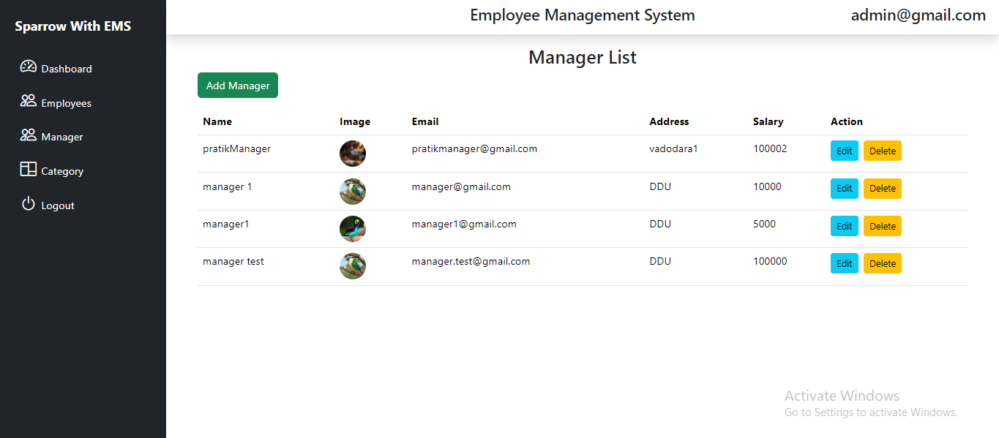 Sparrow With EMS
Dashboard
Employees
Manager
Category
Logout
Employee Management System
admin@gmail.com
Manager List
Add Manager
Name Image Email Address Salary Action
pratikManager pratikmanager@gmail.com vadodara1 100002 Edit Delete
manager 1 manager@gmail.com DDU 10000 Edit Delete
manager1 manager1@gmail.com DDU 5000 Edit Delete
manager test manager.test@gmail.com DDU 100000 Edit Delete
Activate Windows
Go to Settings to activate Windows.